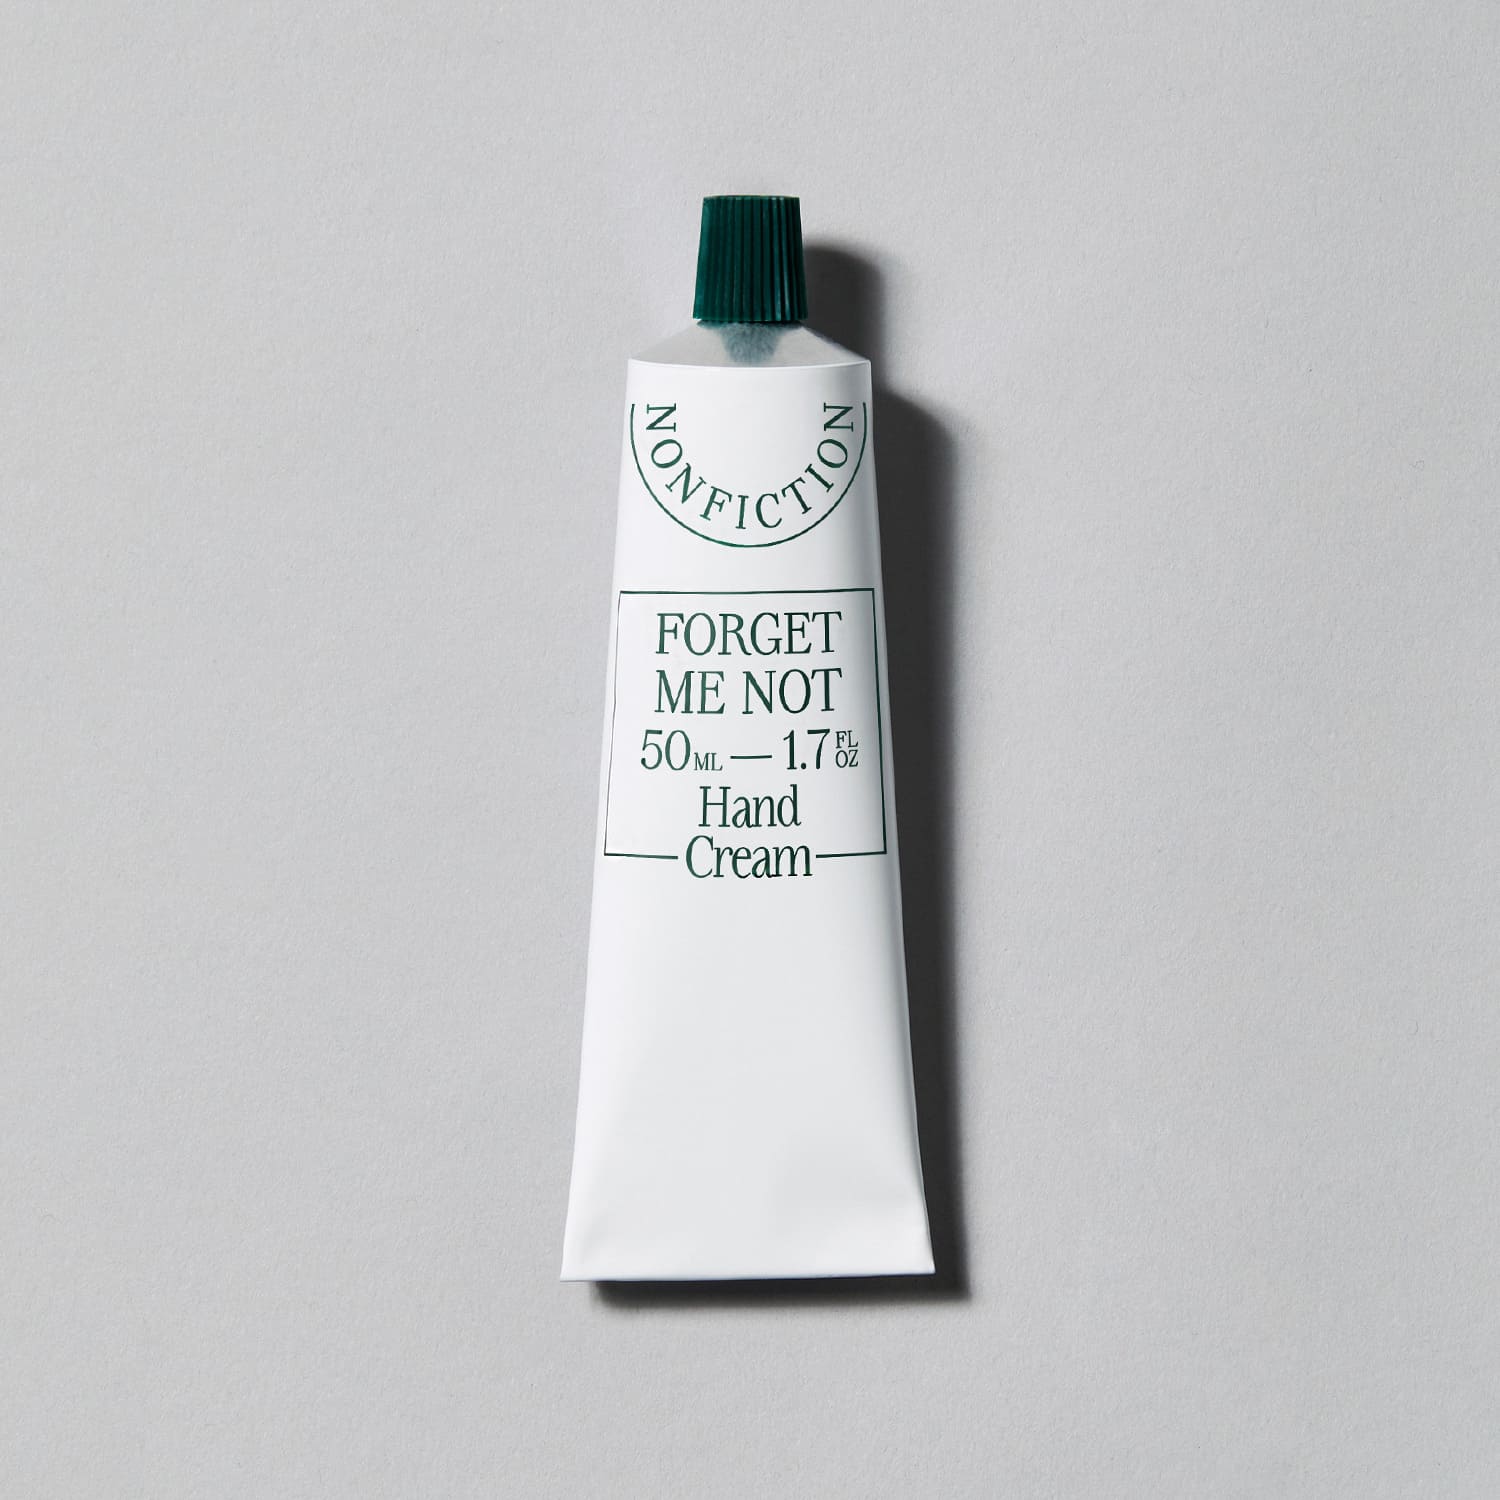 NONFICTION
FORGET
ME NOT
50ML — 1.7 FL OZ
Hand
Cream